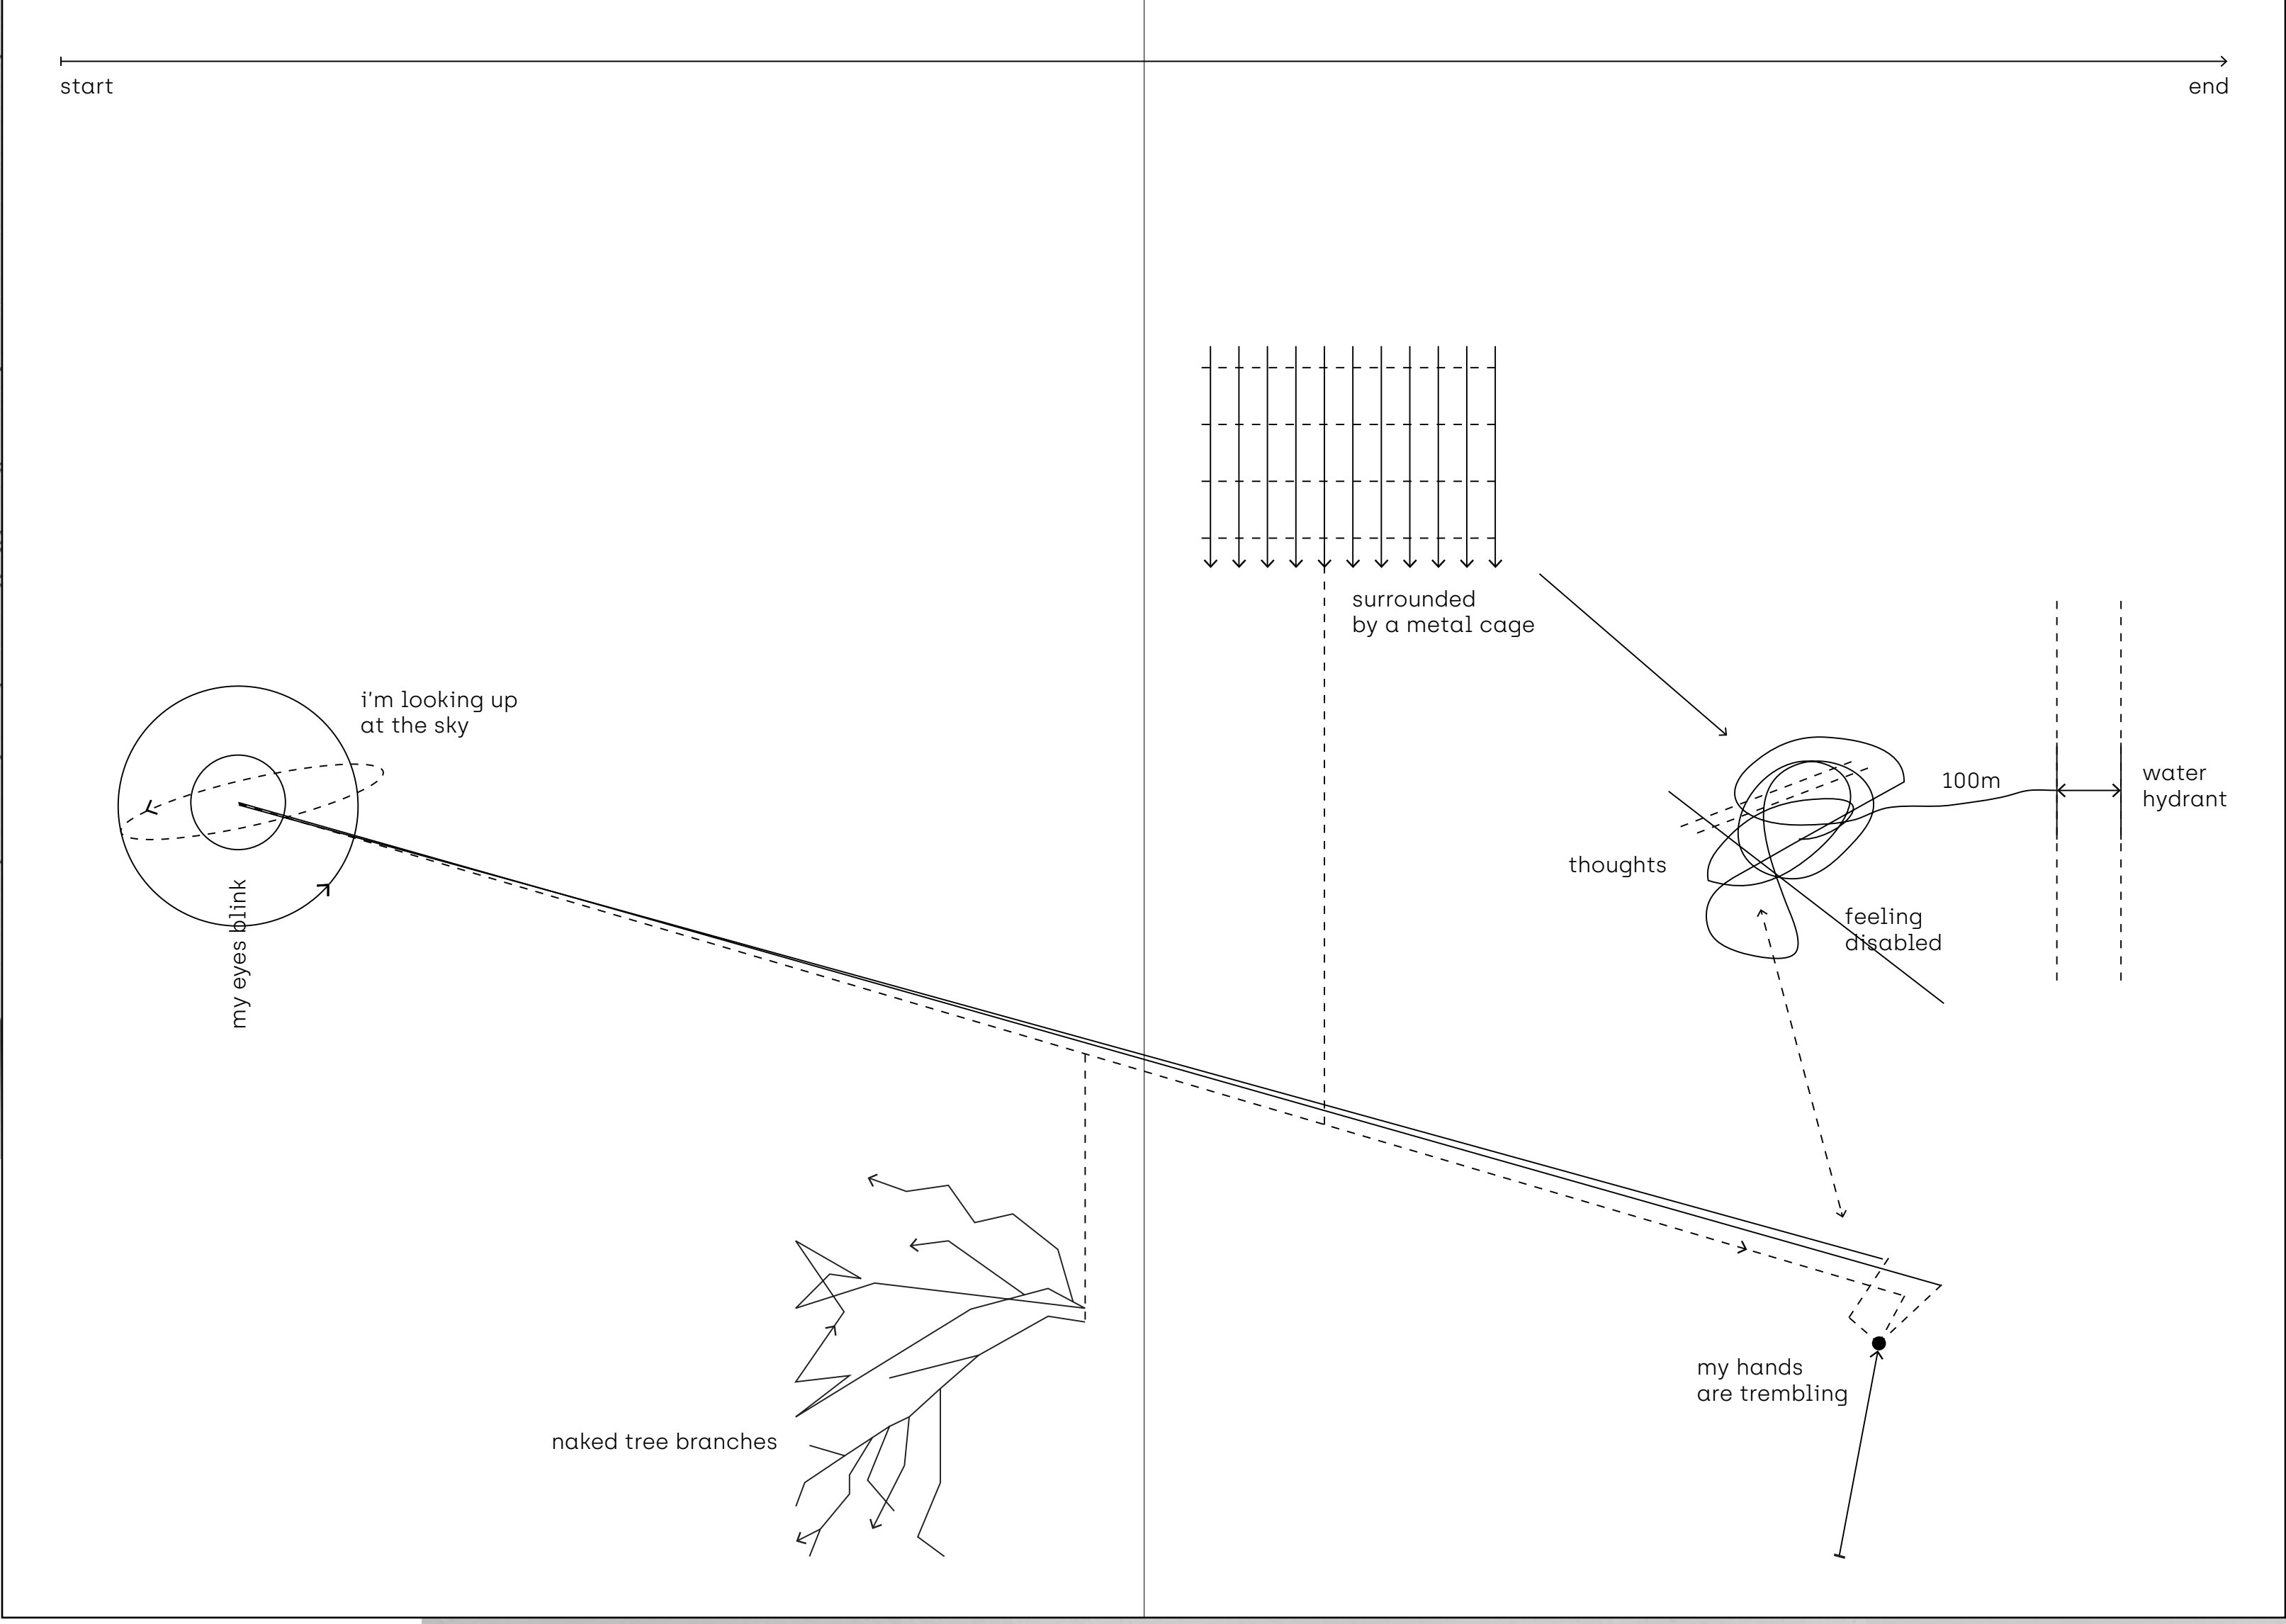 start
end
surrounded
by a metal cage
i'm looking up
at the sky
my eyes blink
100m
water
hydrant
thoughts
feeling
disabled
my hands
are trembling
naked tree branches